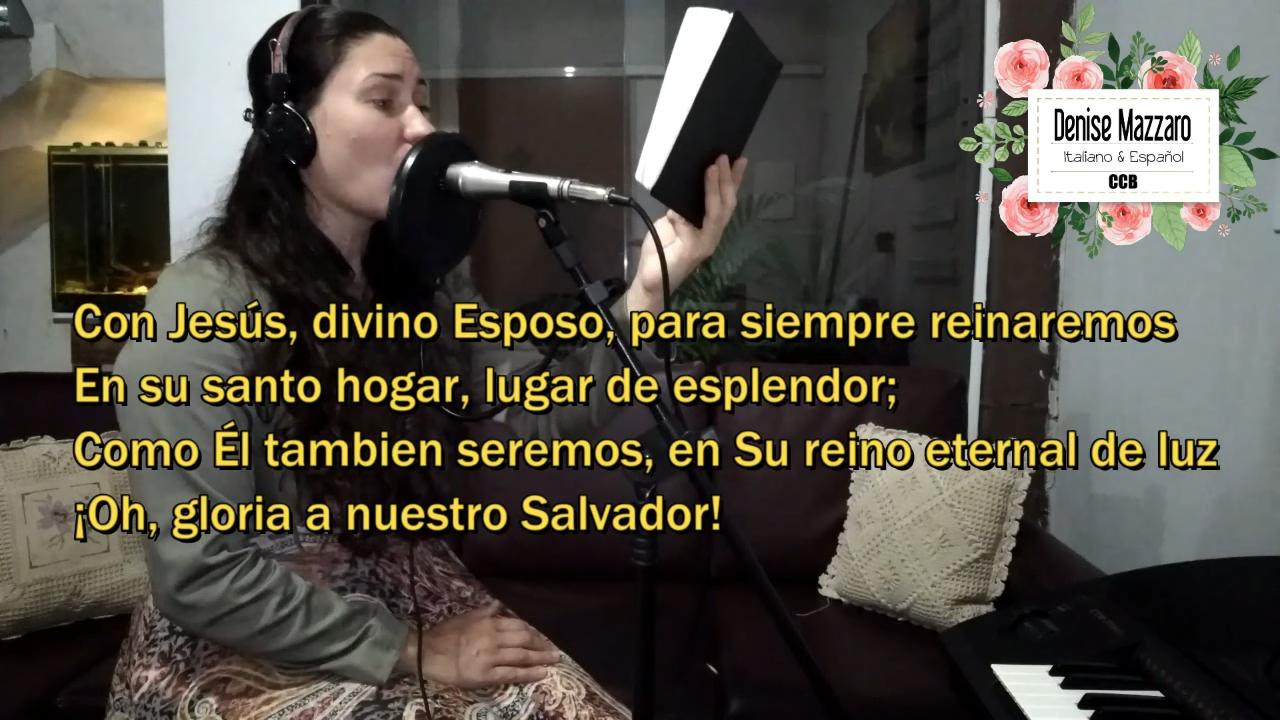 Denise Mazzaro
Italiano & Español
CCB
Con Jesús, divino Esposo, para siempre reinaremos
En su santo hogar, lugar de esplendor;
Como Él tambien seremos, en Su reino eternal de luz
¡Oh, gloria a nuestro Salvador!